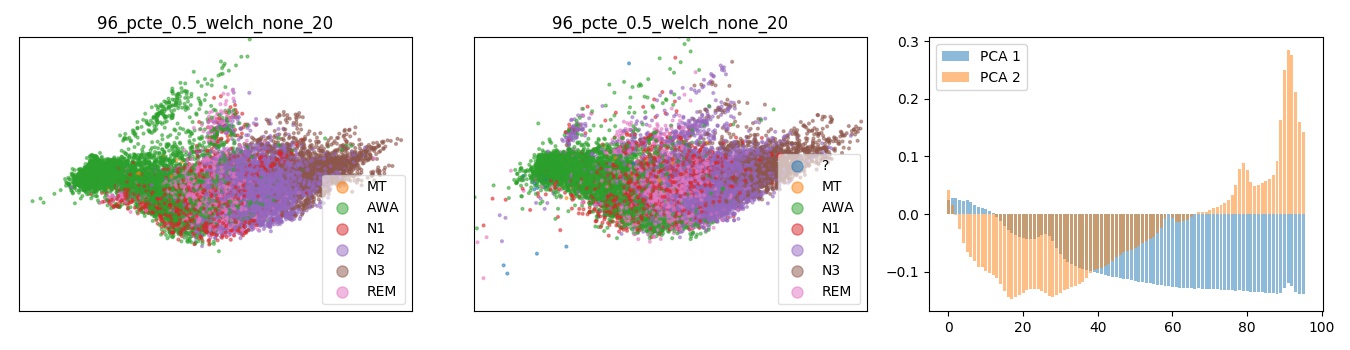 96_pcte_0.5_welch_none_20
MT
AWA
N1
N2
N3
REM
96_pcte_0.5_welch_none_20
?
MT
AWA
N1
N2
N3
REM
PCA 1
PCA 2
0.3
0.2
0.1
0.0
−0.1
0 20 40 60 80 100